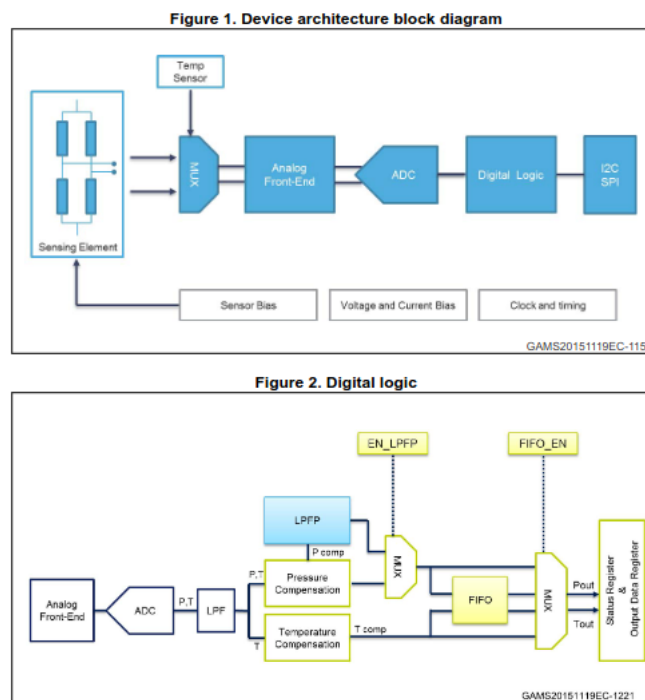 Figure 1. Device architecture block diagram
Temp
Sensor
MUX
Analog
Front-End
ADC
Digital Logic
I2C
SPI
Sensing Element
Sensor Bias
Voltage and Current Bias
Clock and timing
GAMS20151119EC-115
Figure 2. Digital logic
EN_LPFP
FIFO_EN
LPFP
P comp
MUX
P,T
Pressure
Compensation
Analog
Front-End
ADC
P,T
LPF
FIFO
MUX
Pout
Tout
Status Register
&
Output Data Register
T
Temperature
Compensation
T comp
GAMS20151119EC-1221